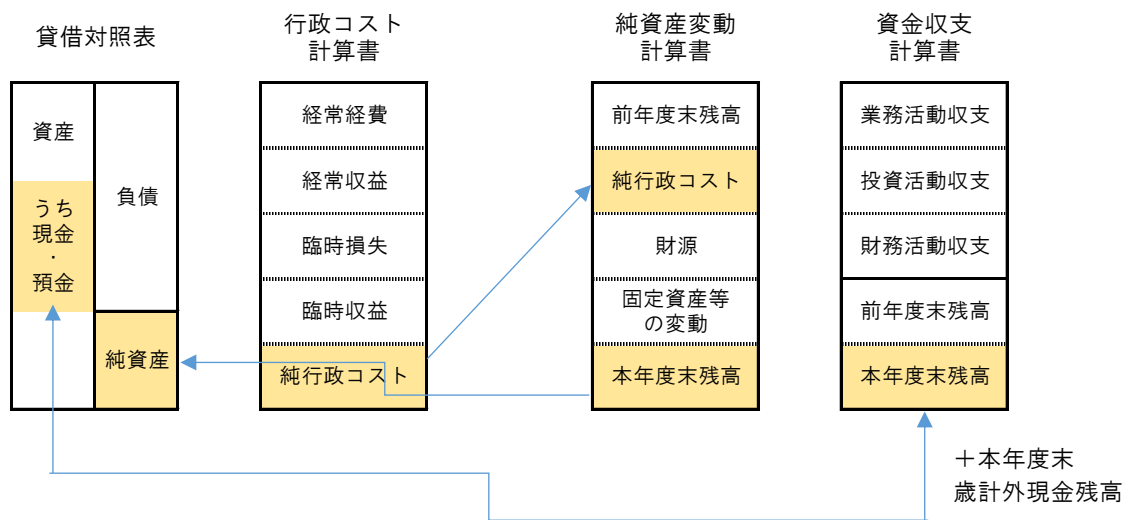 貸借対照表
資産
うち
現金
・
預金
負債
純資産
行政コスト
計算書
経常経費
経常収益
臨時損失
臨時収益
純行政コスト
純資産変動
計算書
前年度末残高
純行政コスト
財源
固定資産等
の変動
本年度末残高
資金収支
計算書
業務活動収支
投資活動収支
財務活動収支
前年度末残高
本年度末残高
＋本年度末
歳計外現金残高